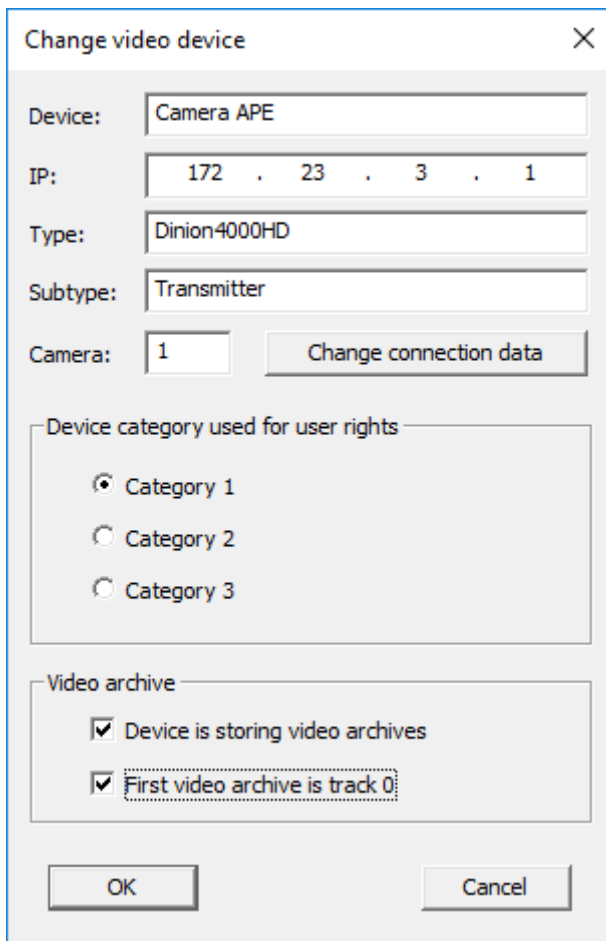 Change video device
Device: Camera APE
IP: 172 . 23 . 3 . 1
Type: Dinion4000HD
Subtype: Transmitter
Camera: 1 Change connection data
Device category used for user rights
Category 1
Category 2
Category 3
Video archive
Device is storing video archives
First video archive is track 0
OK Cancel